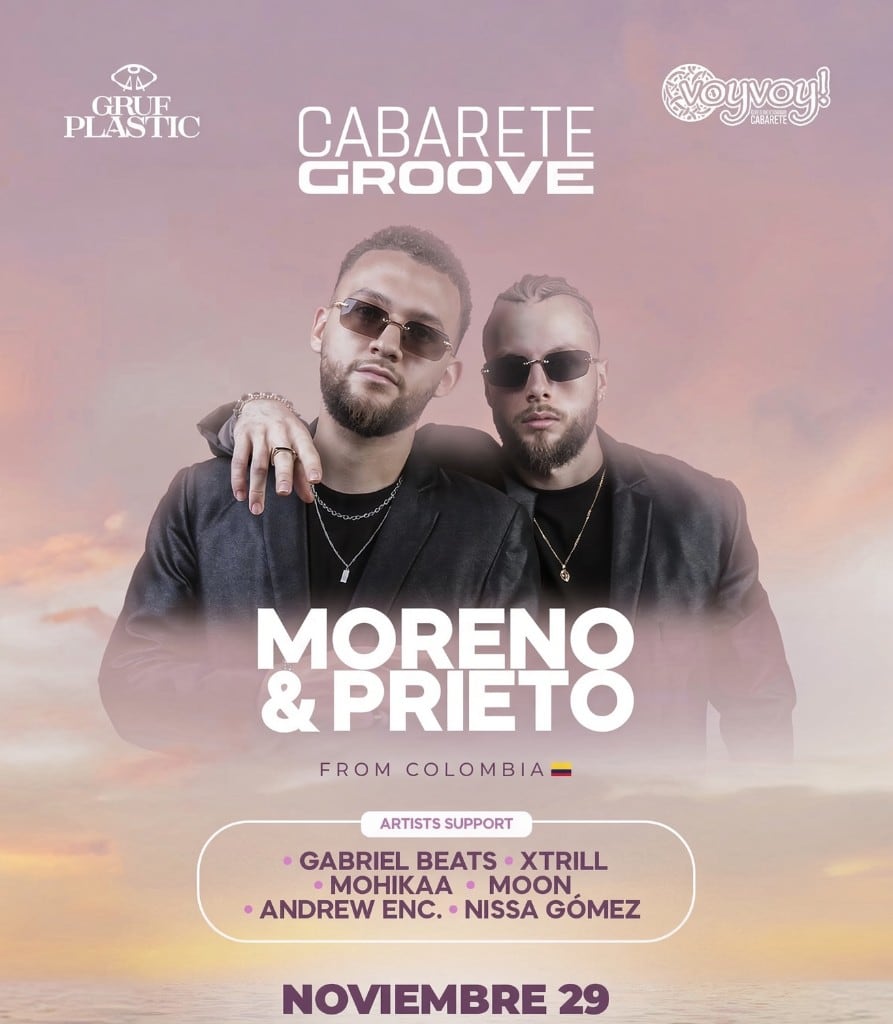 GRUF
PLASTIC
voyvoy!
CABARETE
CABARETE
GROOVE
MORENO
& PRIETO
FROM COLOMBIA
ARTISTS SUPPORT
• GABRIEL BEATS • XTRILL
• MOHIKAA • MOON
• ANDREW ENC. • NISSA GÓMEZ
NOVIEMBRE 29